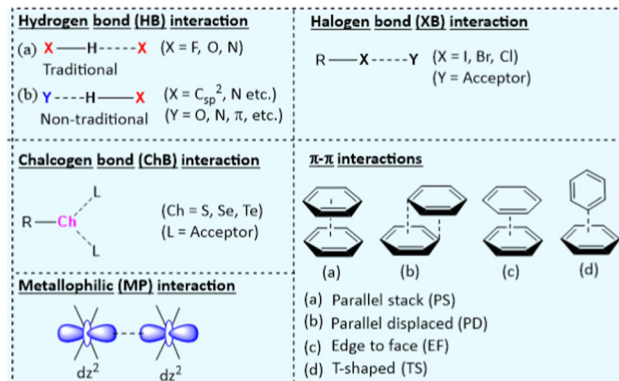 Hydrogen bond (HB) interaction
(a) X—H-----X (X = F, O, N)
Traditional
(b) Y----H—X (X = Csp², N etc.)
Non-traditional (Y = O, N, π, etc.)
Halogen bond (XB) interaction
R—X-----Y (X = I, Br, Cl)
(Y = Acceptor)
Chalcogen bond (ChB) interaction
L
R—Ch (Ch = S, Se, Te)
(L = Acceptor)
L
π-π interactions
(a) (b) (c) (d)
(a) Parallel stack (PS)
(b) Parallel displaced (PD)
(c) Edge to face (EF)
(d) T-shaped (TS)
Metallophilic (MP) interaction
dz² dz²